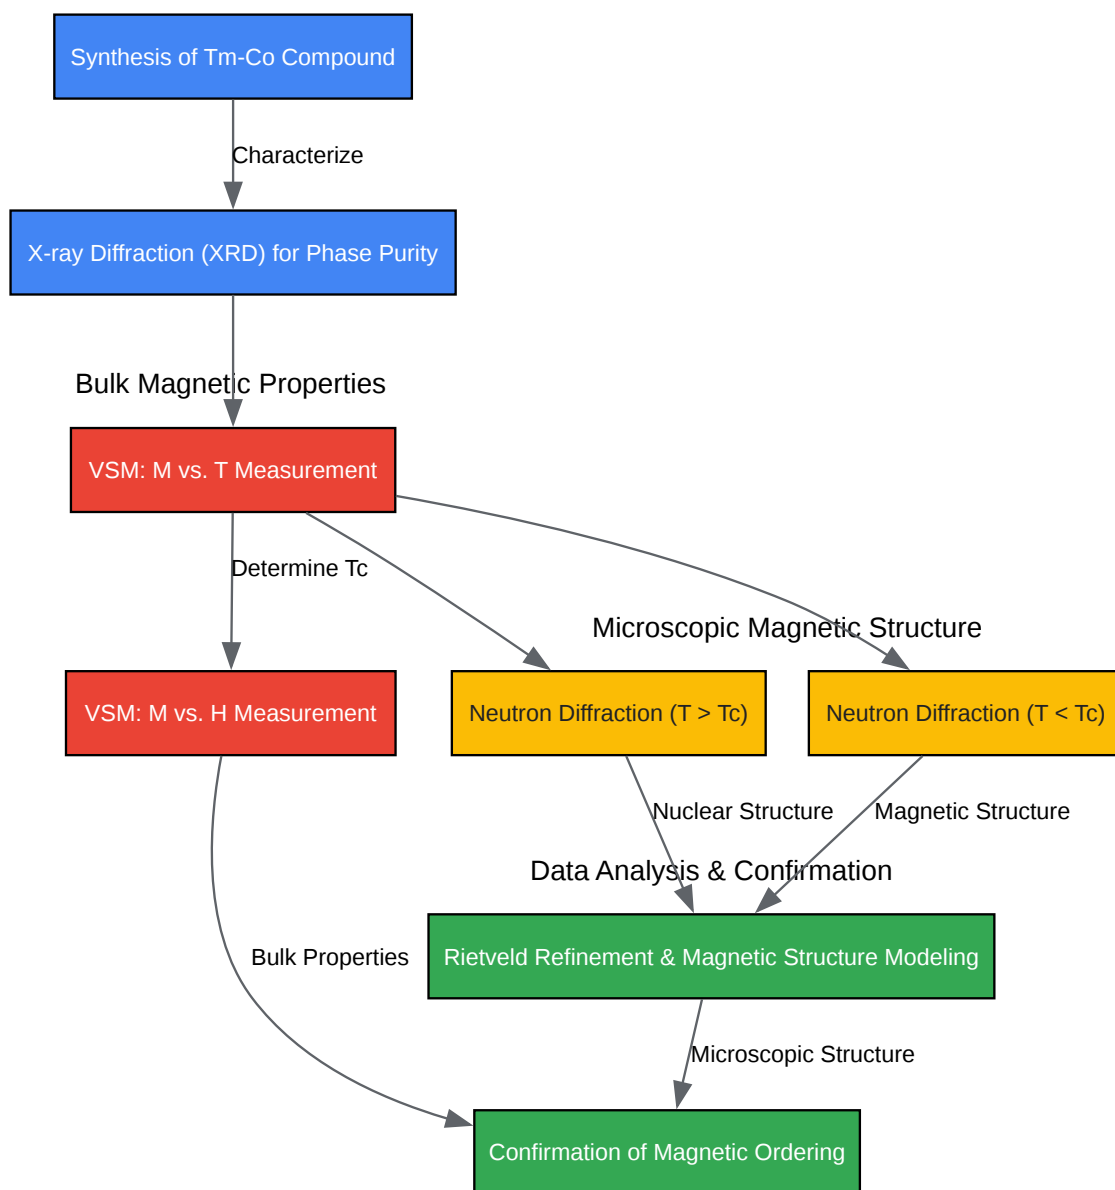 Synthesis of Tm-Co Compound
Characterize
X-ray Diffraction (XRD) for Phase Purity
Bulk Magnetic Properties
VSM: M vs. T Measurement
Determine Tc
Microscopic Magnetic Structure
VSM: M vs. H Measurement
Neutron Diffraction (T > Tc)
Neutron Diffraction (T < Tc)
Nuclear Structure
Magnetic Structure
Data Analysis & Confirmation
Bulk Properties
Rietveld Refinement & Magnetic Structure Modeling
Microscopic Structure
Confirmation of Magnetic Ordering